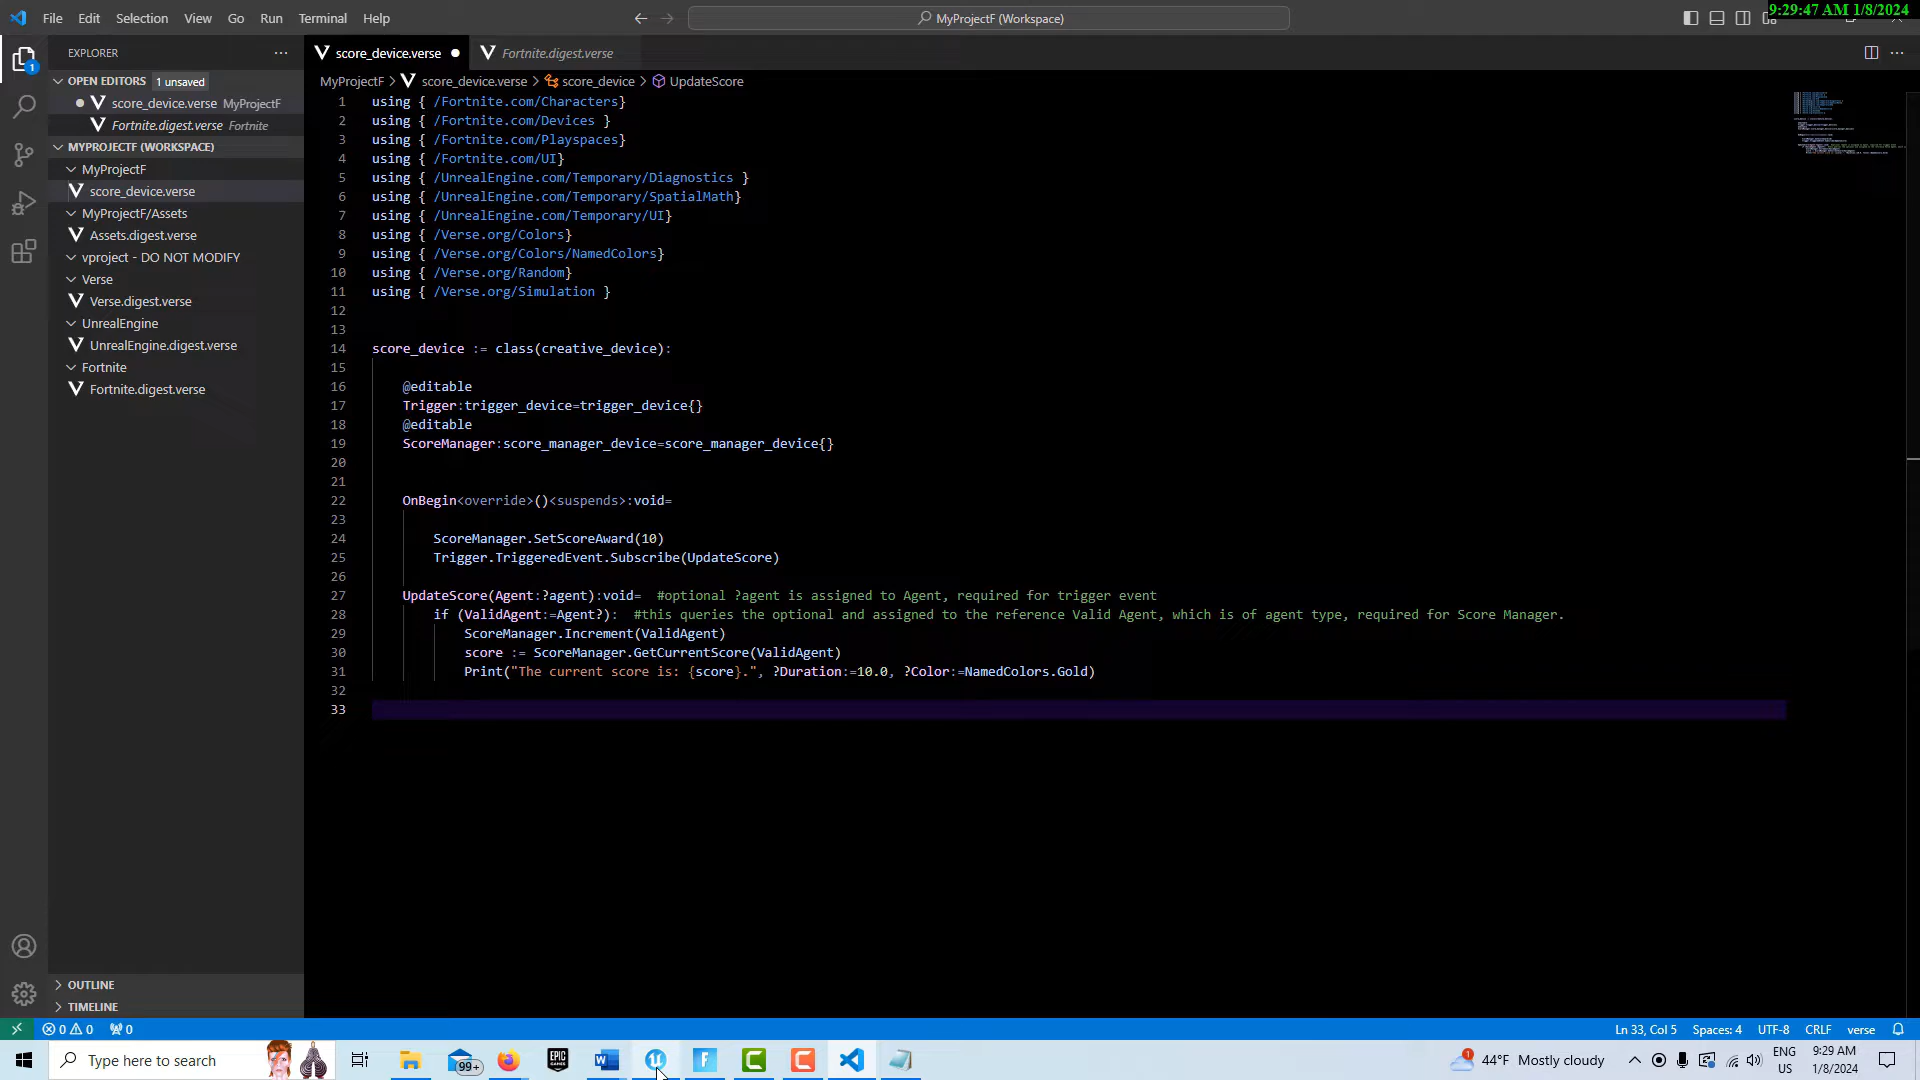 File Edit Selection View Go Run Terminal Help
MyProjectF (Workspace)
9:29:47 AM 1/8/2024
EXPLORER
OPEN EDITORS 1 unsaved
score_device.verse MyProjectF
Fortnite.digest.verse Fortnite
MYPROJECTF (WORKSPACE)
MyProjectF
score_device.verse
MyProjectF/Assets
Assets.digest.verse
vproject - DO NOT MODIFY
Verse
Verse.digest.verse
UnrealEngine
UnrealEngine.digest.verse
Fortnite
Fortnite.digest.verse
OUTLINE
TIMELINE
score_device.verse Fortnite.digest.verse
MyProjectF > score_device.verse > score_device > UpdateScore
1 using { /Fortnite.com/Characters}
2 using { /Fortnite.com/Devices }
3 using { /Fortnite.com/Playspaces}
4 using { /Fortnite.com/UI}
5 using { /UnrealEngine.com/Temporary/Diagnostics }
6 using { /UnrealEngine.com/Temporary/SpatialMath}
7 using { /UnrealEngine.com/Temporary/UI}
8 using { /Verse.org/Colors}
9 using { /Verse.org/Colors/NamedColors}
10 using { /Verse.org/Random}
11 using { /Verse.org/Simulation }
12
13
14 score_device := class(creative_device):
15
16 @editable
17 Trigger:trigger_device=trigger_device{}
18 @editable
19 ScoreManager:score_manager_device=score_manager_device{}
20
21
22 OnBegin<override>()<suspends>:void=
23
24 ScoreManager.SetScoreAward(10)
25 Trigger.TriggeredEvent.Subscribe(UpdateScore)
26
27 UpdateScore(Agent:?agent):void= #optional ?agent is assigned to Agent, required for trigger event
28 if (ValidAgent:=Agent?): #this queries the optional and assigned to the reference Valid Agent, which is of agent type, required for Score Manager.
29 ScoreManager.Increment(ValidAgent)
30 score := ScoreManager.GetCurrentScore(ValidAgent)
31 Print("The current score is: {score}.", ?Duration:=10.0, ?Color:=NamedColors.Gold)
32
33
0 0 0 Ln 33, Col 5 Spaces: 4 UTF-8 CRLF verse
Type here to search 99+ EPIC GAMES 1 44°F Mostly cloudy ENG US 9:29 AM 1/8/2024